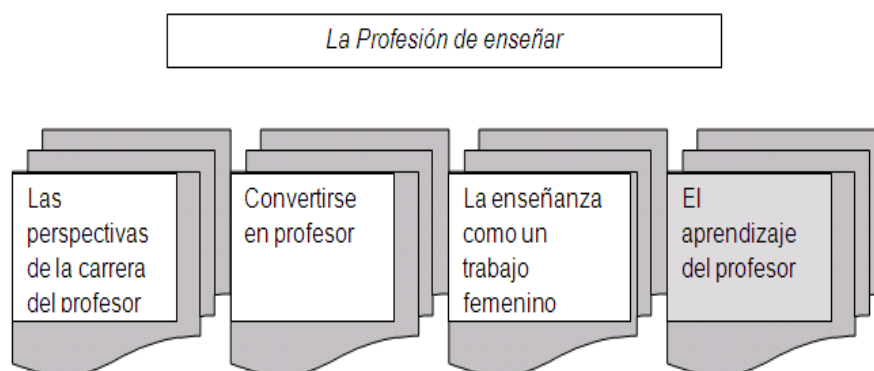 La Profesión de enseñar
Las
perspectivas
de la carrera
del profesor
Convertirse
en profesor
La enseñanza
como un
trabajo
femenino
El
aprendizaje
del profesor